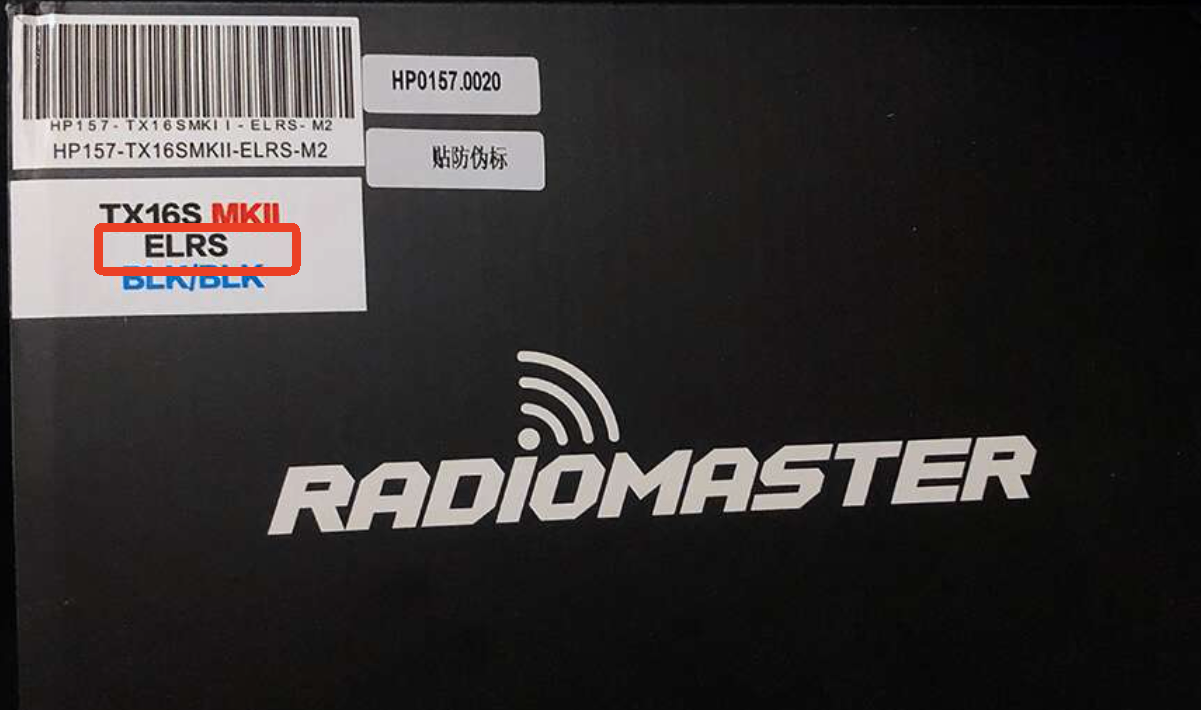 HP157-TX16SMKII-ELRS-M2
HP157-TX16SMKII-ELRS-M2
HP0157.0020
贴防伪标
TX16S MKII
ELRS
BLK/BLK
RADIOMASTER